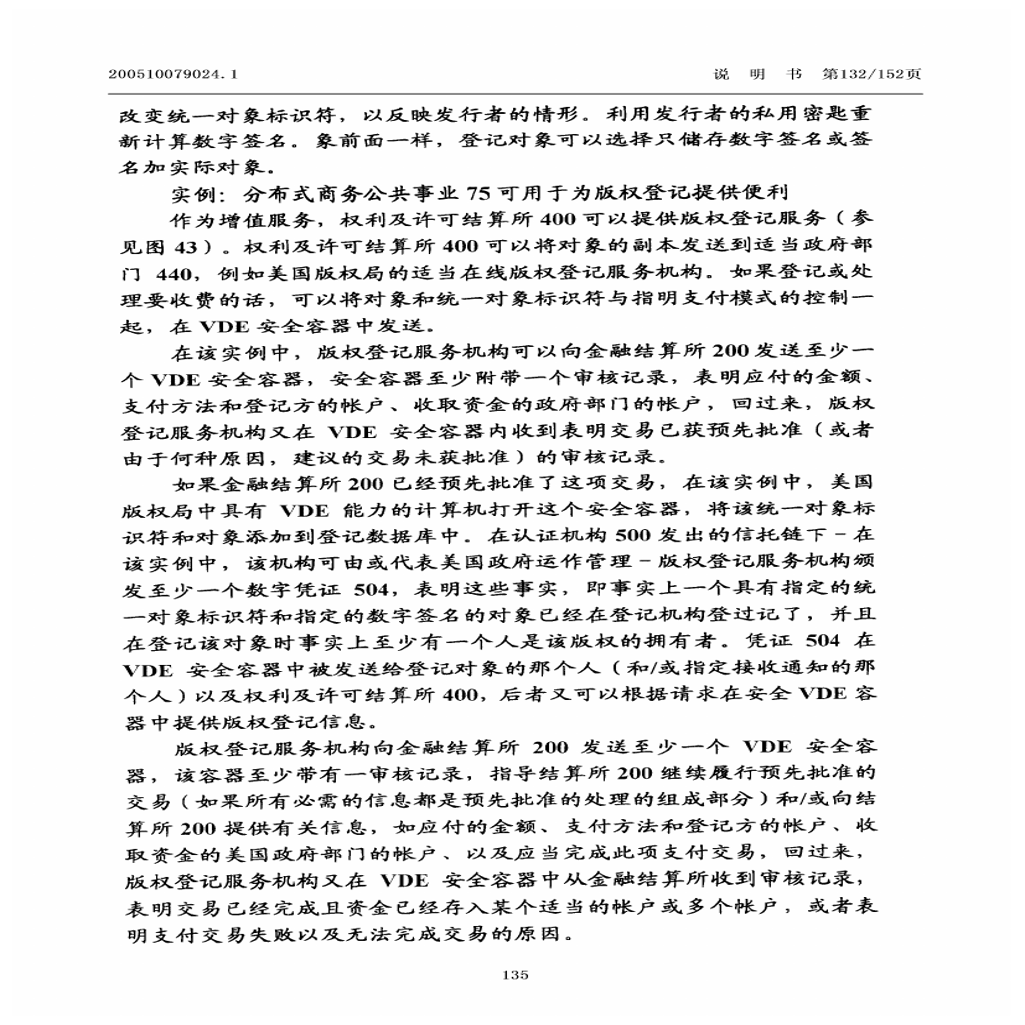 200510079024.1 说 明 书 第132/152页
改变统一对象标识符，以反映发行者的情形。利用发行者的私用密匙重
新计算数字签名。象前面一样，登记对象可以选择只储存数字签名或签
名加实际对象。
实例：分布式商务公共事业 75 可用于为版权登记提供便利
作为增值服务，权利及许可结算所 400 可以提供版权登记服务（参
见图 43）。权利及许可结算所 400 可以将对象的副本发送到适当政府部
门 440，例如美国版权局的适当在线版权登记服务机构。如果登记或处
理要收费的话，可以将对象和统一对象标识符与指明支付模式的控制一
起，在 VDE 安全容器中发送。
在该实例中，版权登记服务机构可以向金融结算所 200 发送至少一
个 VDE 安全容器，安全容器至少附带一个审核记录，表明应付的金额、
支付方法和登记方的帐户、收取资金的政府部门的帐户，回过来，版权
登记服务机构又在 VDE 安全容器内收到表明交易已获预先批准（或者
由于何种原因，建议的交易未获批准）的审核记录。
如果金融结算所 200 已经预先批准了这项交易，在该实例中，美国
版权局中具有 VDE 能力的计算机打开这个安全容器，将该统一对象标
识符和对象添加到登记数据库中。在认证机构 500 发出的信托链下－在
该实例中，该机构可由或代表美国政府运作管理－版权登记服务机构颁
发至少一个数字凭证 504，表明这些事实，即事实上一个具有指定的统
一对象标识符和指定的数字签名的对象已经在登记机构登过记了，并且
在登记该对象时事实上至少有一个人是该版权的拥有者。凭证 504 在
VDE 安全容器中被发送给登记对象的那个人（和/或指定接收通知的那
个人）以及权利及许可结算所 400，后者又可以根据请求在安全 VDE 容
器中提供版权登记信息。
版权登记服务机构向金融结算所 200 发送至少一个 VDE 安全容
器，该容器至少带有一审核记录，指导结算所 200 继续履行预先批准的
交易（如果所有必需的信息都是预先批准的处理的组成部分）和/或向结
算所 200 提供有关信息，如应付的金额、支付方法和登记方的帐户、收
取资金的美国政府部门的帐户、以及应当完成此项支付交易，回过来，
版权登记服务机构又在 VDE 安全容器中从金融结算所收到审核记录，
表明交易已经完成且资金已经存入某个适当的帐户或多个帐户，或者表
明支付交易失败以及无法完成交易的原因。
135